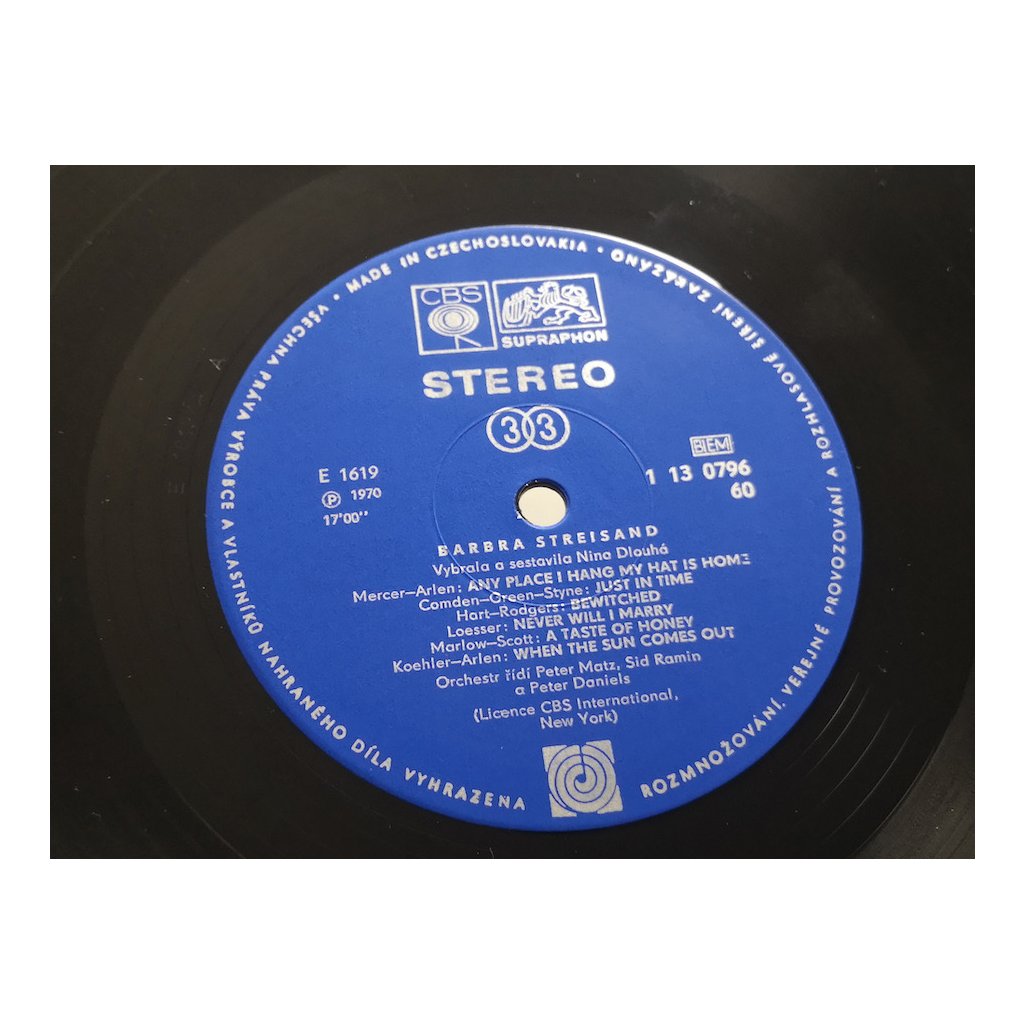 VŠECHNA PRÁVA VÝROBCE A VLASTNÍKŮ NAHRANÉHO DÍLA VYHRAZENA
ROZMNOŽOVÁNÍ, VEŘEJNÉ PROVOZOVÁNÍ A ROZHLASOVÉ ŠÍŘENÍ ZAKÁZÁNO
• MADE IN CZECHOSLOVAKIA •
CBS
SUPRAPHON
STEREO
33
BIEM
E 1619
1 13 0796
℗ 1970
60
17'00''
BARBRA STREISAND
Vybrala a sestavila Nina Dlouhá
Mercer–Arlen: ANY PLACE I HANG MY HAT IS HOME
Comden–Green–Styne: JUST IN TIME
Hart–Rodgers: BEWITCHED
Loesser: NEVER WILL I MARRY
Marlow–Scott: A TASTE OF HONEY
Koehler–Arlen: WHEN THE SUN COMES OUT
Orchestr řídí Peter Matz, Sid Ramin
a Peter Daniels
(Licence CBS International,
New York)